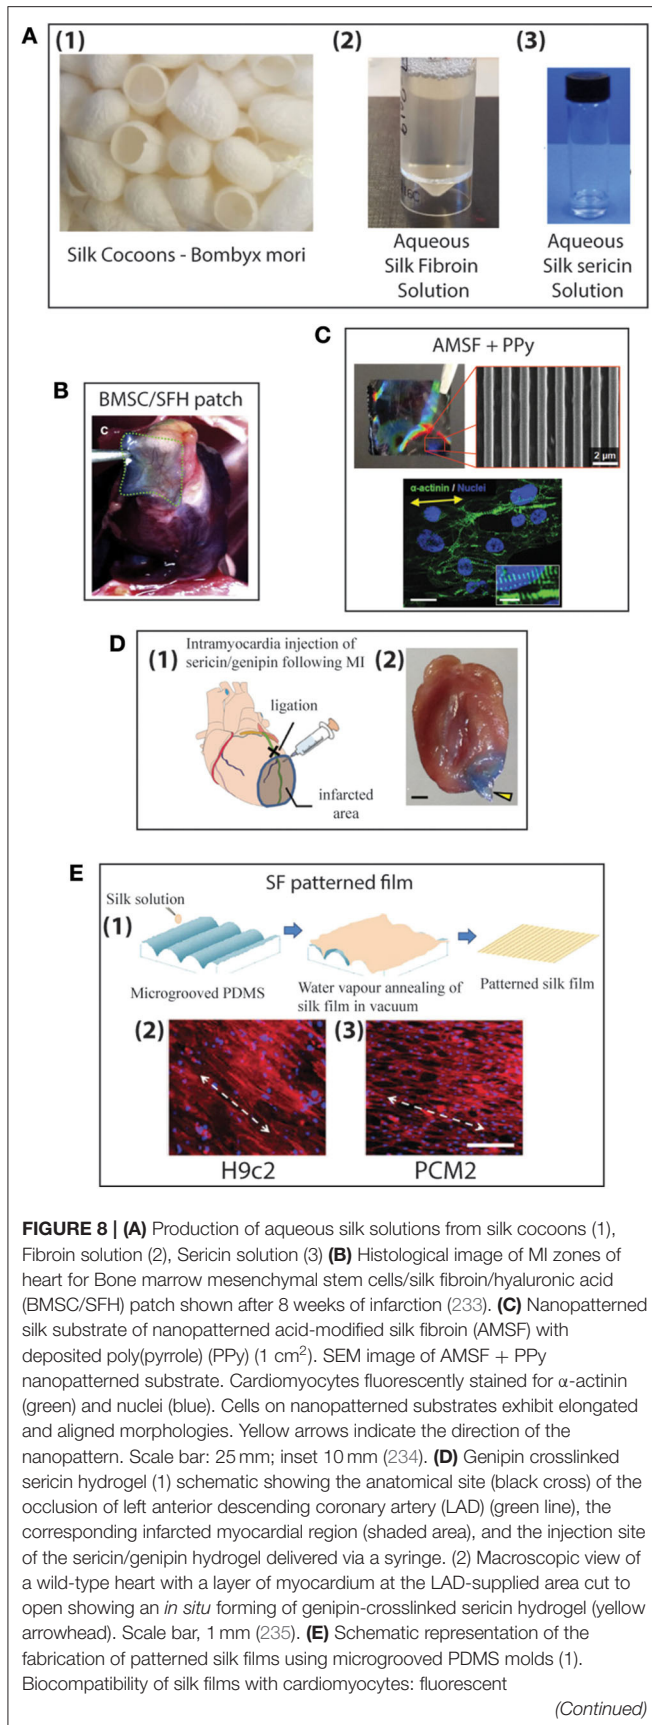 A
(1)
(2)
(3)
Silk Cocoons - Bombyx mori
Aqueous
Silk Fibroin
Solution
Aqueous
Silk sericin
Solution
B
BMSC/SFH patch
C
C
AMSF + PPy
2 μm
α-actinin / Nuclei
D
(1)
Intramyocardia injection of
sericin/genipin following MI
(2)
ligation
infarcted
area
E
SF patterned film
Silk solution
(1)
Microgrooved PDMS
Water vapour annealing of
silk film in vacuum
Patterned silk film
(2)
(3)
H9c2
PCM2
FIGURE 8 | (A) Production of aqueous silk solutions from silk cocoons (1),
Fibroin solution (2), Sericin solution (3) (B) Histological image of MI zones of
heart for Bone marrow mesenchymal stem cells/silk fibroin/hyaluronic acid
(BMSC/SFH) patch shown after 8 weeks of infarction (233). (C) Nanopatterned
silk substrate of nanopatterned acid-modified silk fibroin (AMSF) with
deposited poly(pyrrole) (PPy) (1 cm²). SEM image of AMSF + PPy
nanopatterned substrate. Cardiomyocytes fluorescently stained for α-actinin
(green) and nuclei (blue). Cells on nanopatterned substrates exhibit elongated
and aligned morphologies. Yellow arrows indicate the direction of the
nanopattern. Scale bar: 25 mm; inset 10 mm (234). (D) Genipin crosslinked
sericin hydrogel (1) schematic showing the anatomical site (black cross) of the
occlusion of left anterior descending coronary artery (LAD) (green line), the
corresponding infarcted myocardial region (shaded area), and the injection site
of the sericin/genipin hydrogel delivered via a syringe. (2) Macroscopic view of
a wild-type heart with a layer of myocardium at the LAD-supplied area cut to
open showing an in situ forming of genipin-crosslinked sericin hydrogel (yellow
arrowhead). Scale bar, 1 mm (235). (E) Schematic representation of the
fabrication of patterned silk films using microgrooved PDMS molds (1).
Biocompatibility of silk films with cardiomyocytes: fluorescent
(Continued)